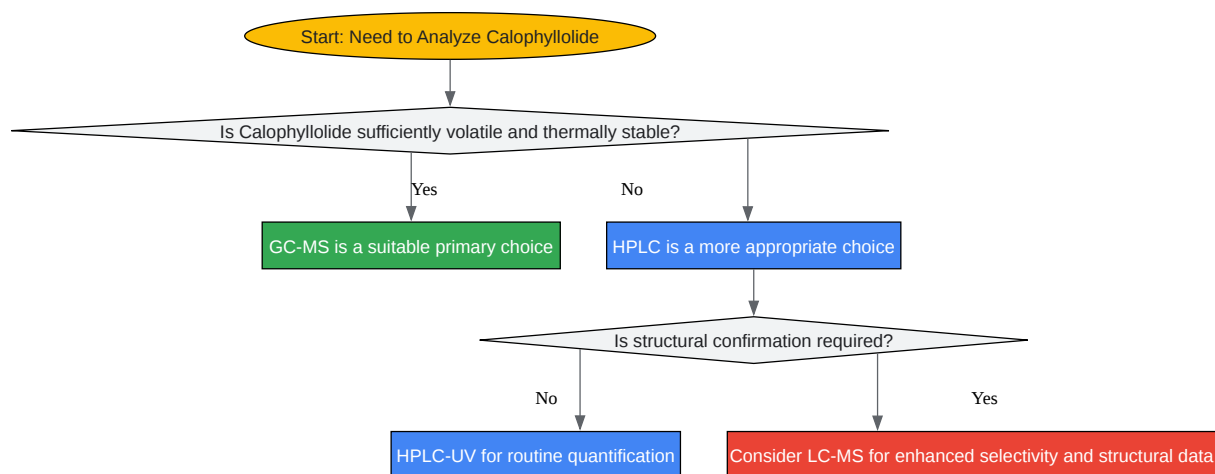 Start: Need to Analyze Calophyllolide
Is Calophyllolide sufficiently volatile and thermally stable?
Yes
No
GC-MS is a suitable primary choice
HPLC is a more appropriate choice
Is structural confirmation required?
No
Yes
HPLC-UV for routine quantification
Consider LC-MS for enhanced selectivity and structural data